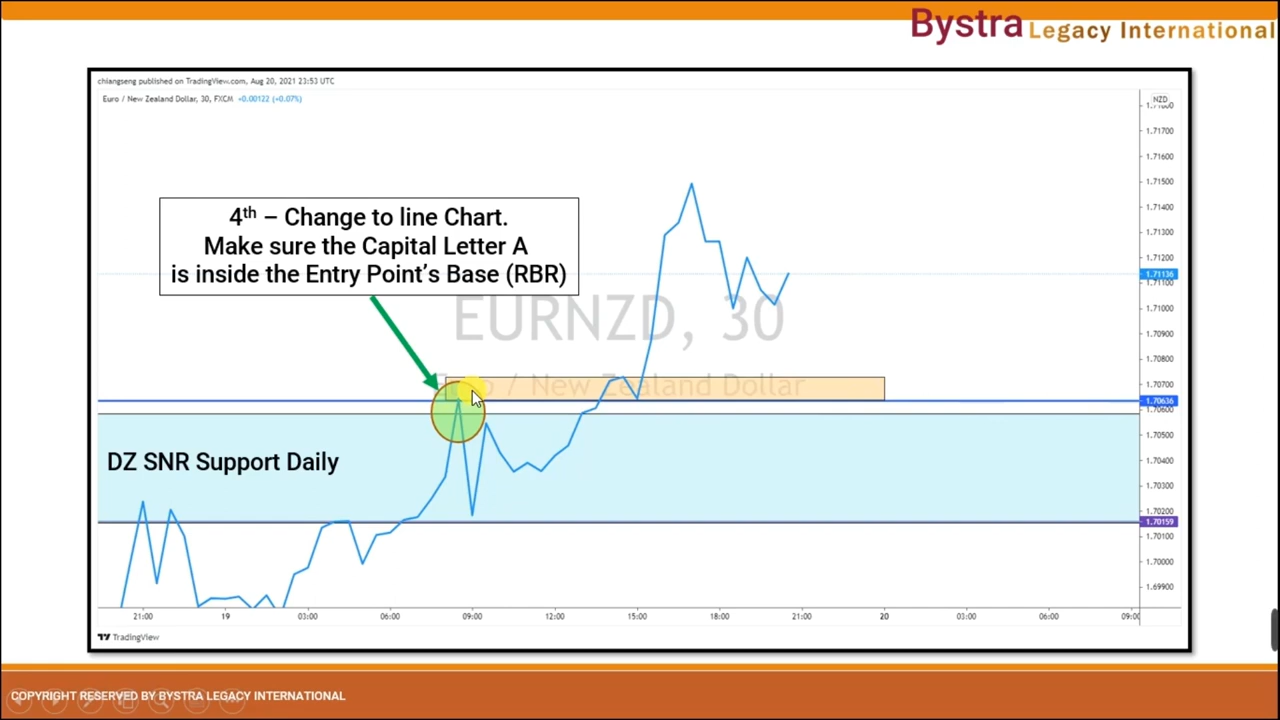 Bystra Legacy International
chiangseng published on TradingView.com, Aug 20, 2021 23:53 UTC
Euro / New Zealand Dollar, 30, FXCM +0.00122 (+0.07%)
NZD
4th – Change to line Chart.
Make sure the Capital Letter A
is inside the Entry Point's Base (RBR)
EURNZD, 30
Euro / New Zealand Dollar
DZ SNR Support Daily
1.71700
1.71600
1.71500
1.71400
1.71300
1.71200
1.71136
1.71100
1.71000
1.70900
1.70800
1.70700
1.70636
1.70600
1.70500
1.70400
1.70300
1.70200
1.70159
1.70100
1.70000
1.69900
21:00 19 03:00 06:00 09:00 12:00 15:00 18:00 21:00 20 03:00 06:00
TradingView
COPYRIGHT RESERVED BY BYSTRA LEGACY INTERNATIONAL